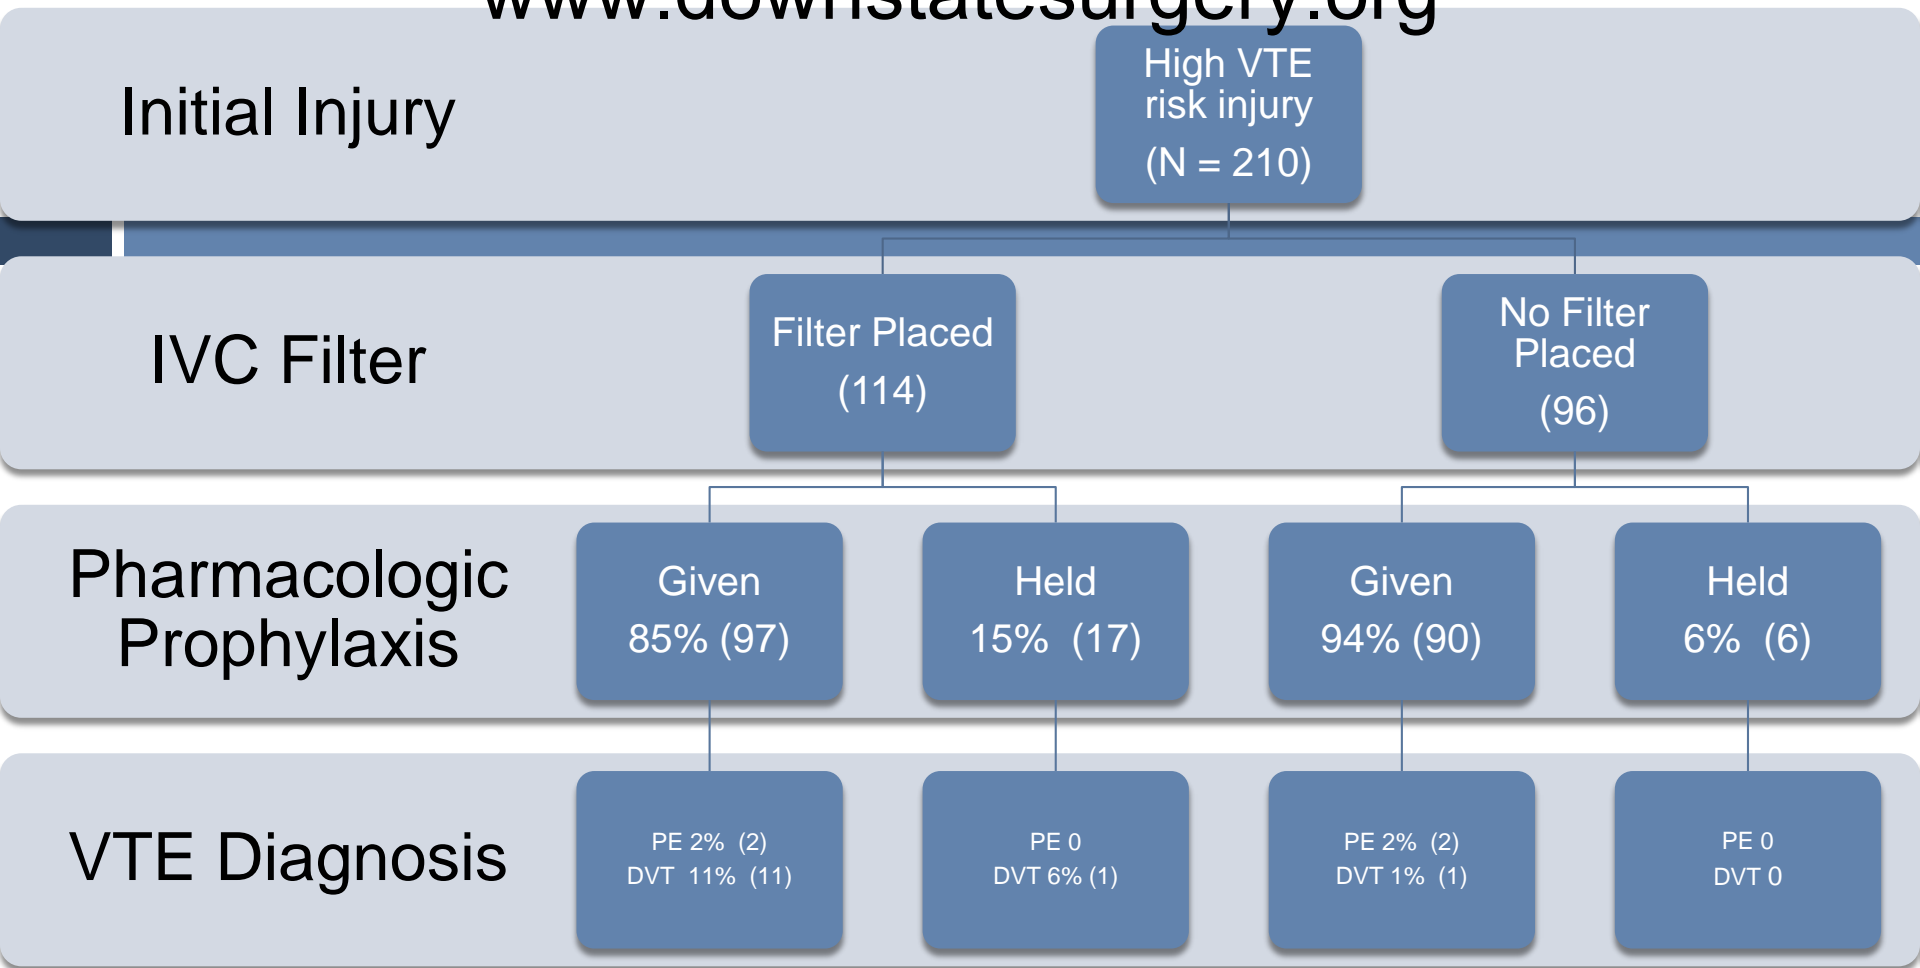 www.downstatesurgery.org
Initial Injury
High VTE
risk injury
(N = 210)
IVC Filter
Filter Placed
(114)
No Filter
Placed
(96)
Pharmacologic
Prophylaxis
Given
85% (97)
Held
15% (17)
Given
94% (90)
Held
6% (6)
VTE Diagnosis
PE 2% (2)
DVT 11% (11)
PE 0
DVT 6% (1)
PE 2% (2)
DVT 1% (1)
PE 0
DVT 0